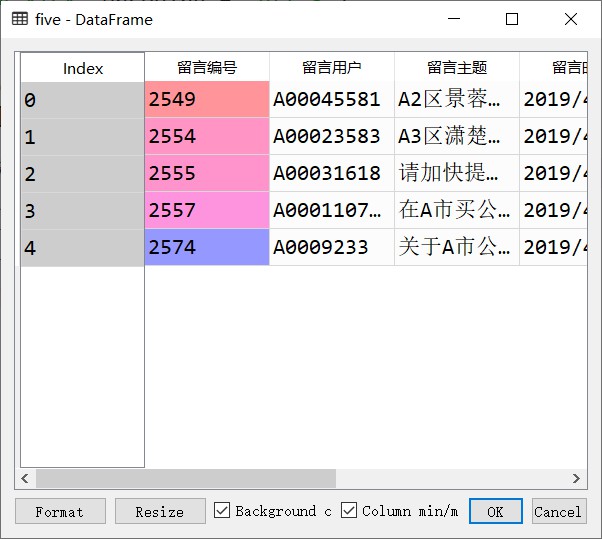 five - DataFrame
Index 留言编号 留言用户 留言主题
0 2549 A00045581 A2区景蓉... 2019/4
1 2554 A00023583 A3区潇楚... 2019/4
2 2555 A00031618 请加快提... 2019/4
3 2557 A0001107... 在A市买公... 2019/4
4 2574 A0009233 关于A市公... 2019/4
Format Resize Background c Column min/m OK Cancel